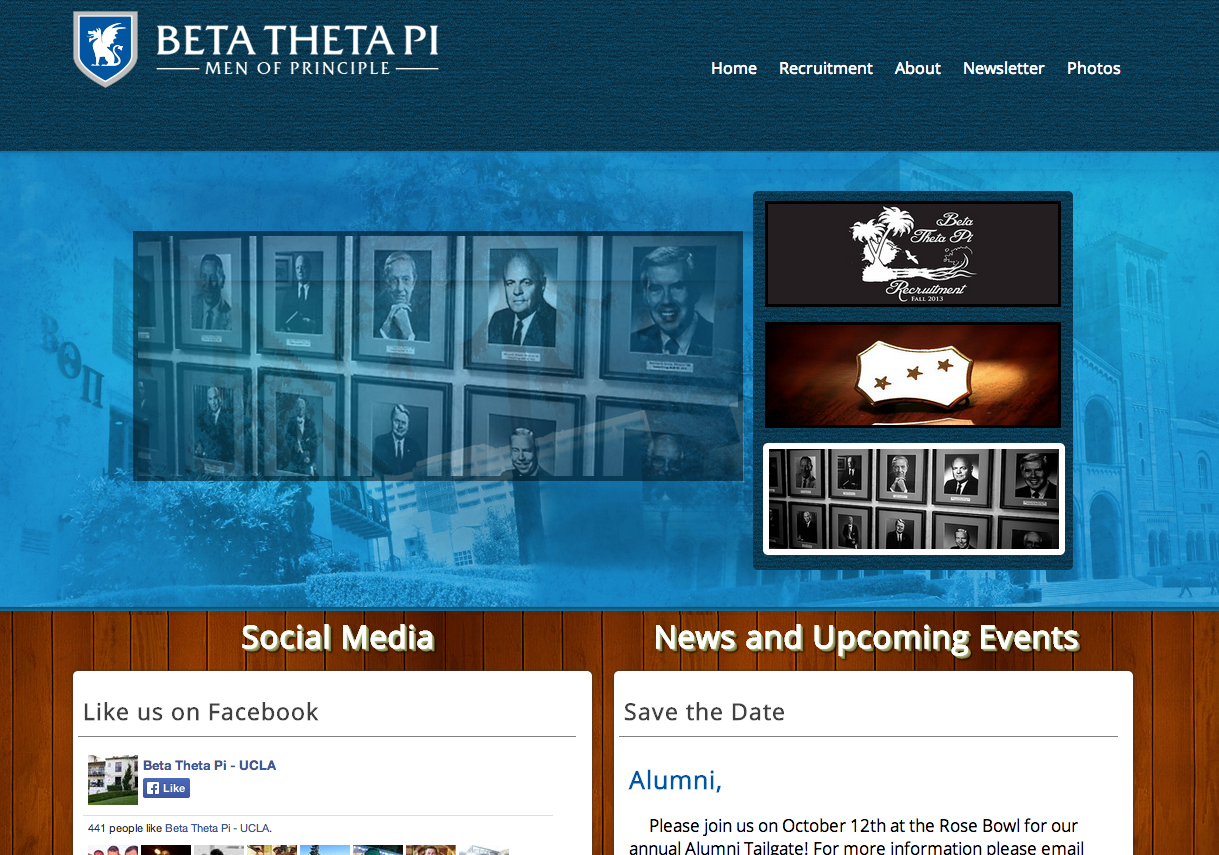 BETA THETA PI
MEN OF PRINCIPLE
Home Recruitment About Newsletter Photos
ΒΘΠ
Beta
Theta Pi
Recruitment
FALL 2013
Social Media
News and Upcoming Events
Like us on Facebook
Beta Theta Pi - UCLA
Like
441 people like Beta Theta Pi - UCLA.
Save the Date
Alumni,
Please join us on October 12th at the Rose Bowl for our
annual Alumni Tailgate! For more information please email